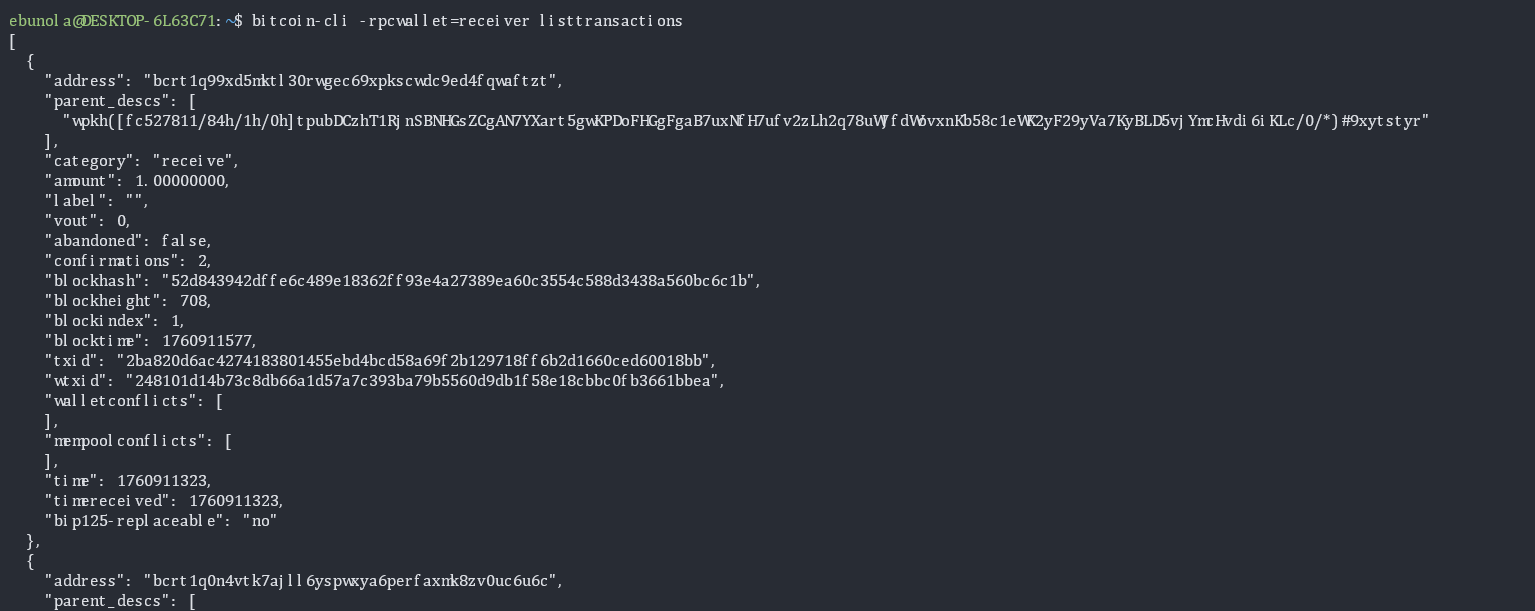 ebunola@DESKTOP-6L63C71:~$ bitcoin-cli -rpcwallet=receiver listtransactions
[
  {
    "address": "bcrt1q99xd5mktl30rwgec69xpkscwdc9ed4fqwaftzt",
    "parent_descs": [
      "wpkh([fc527811/84h/1h/0h]tpubDCzhT1RjnSBNHGsZCgAN7YXart5gwKPDoFHGgFgaB7uxNfH7ufv2zLh2q78uWJfdW6vxnKb58c1eWK2yF29yVa7KyBLD5vjYmcHvdi6iKLc/0/*)#9xytstyr"
    ],
    "category": "receive",
    "amount": 1.00000000,
    "label": "",
    "vout": 0,
    "abandoned": false,
    "confirmations": 2,
    "blockhash": "52d843942dffe6c489e18362ff93e4a27389ea60c3554c588d3438a560bc6c1b",
    "blockheight": 708,
    "blockindex": 1,
    "blocktime": 1760911577,
    "txid": "2ba820d6ac4274183801455ebd4bcd58a69f2b129718ff6b2d1660ced60018bb",
    "wtxid": "248101d14b73c8db66a1d57a7c393ba79b5560d9db1f58e18cbbc0fb3661bbea",
    "walletconflicts": [
    ],
    "mempoolconflicts": [
    ],
    "time": 1760911323,
    "timereceived": 1760911323,
    "bip125-replaceable": "no"
  },
  {
    "address": "bcrt1q0n4vtk7ajll6yspwxya6perfaxmk8zv0uc6u6c",
    "parent_descs": [